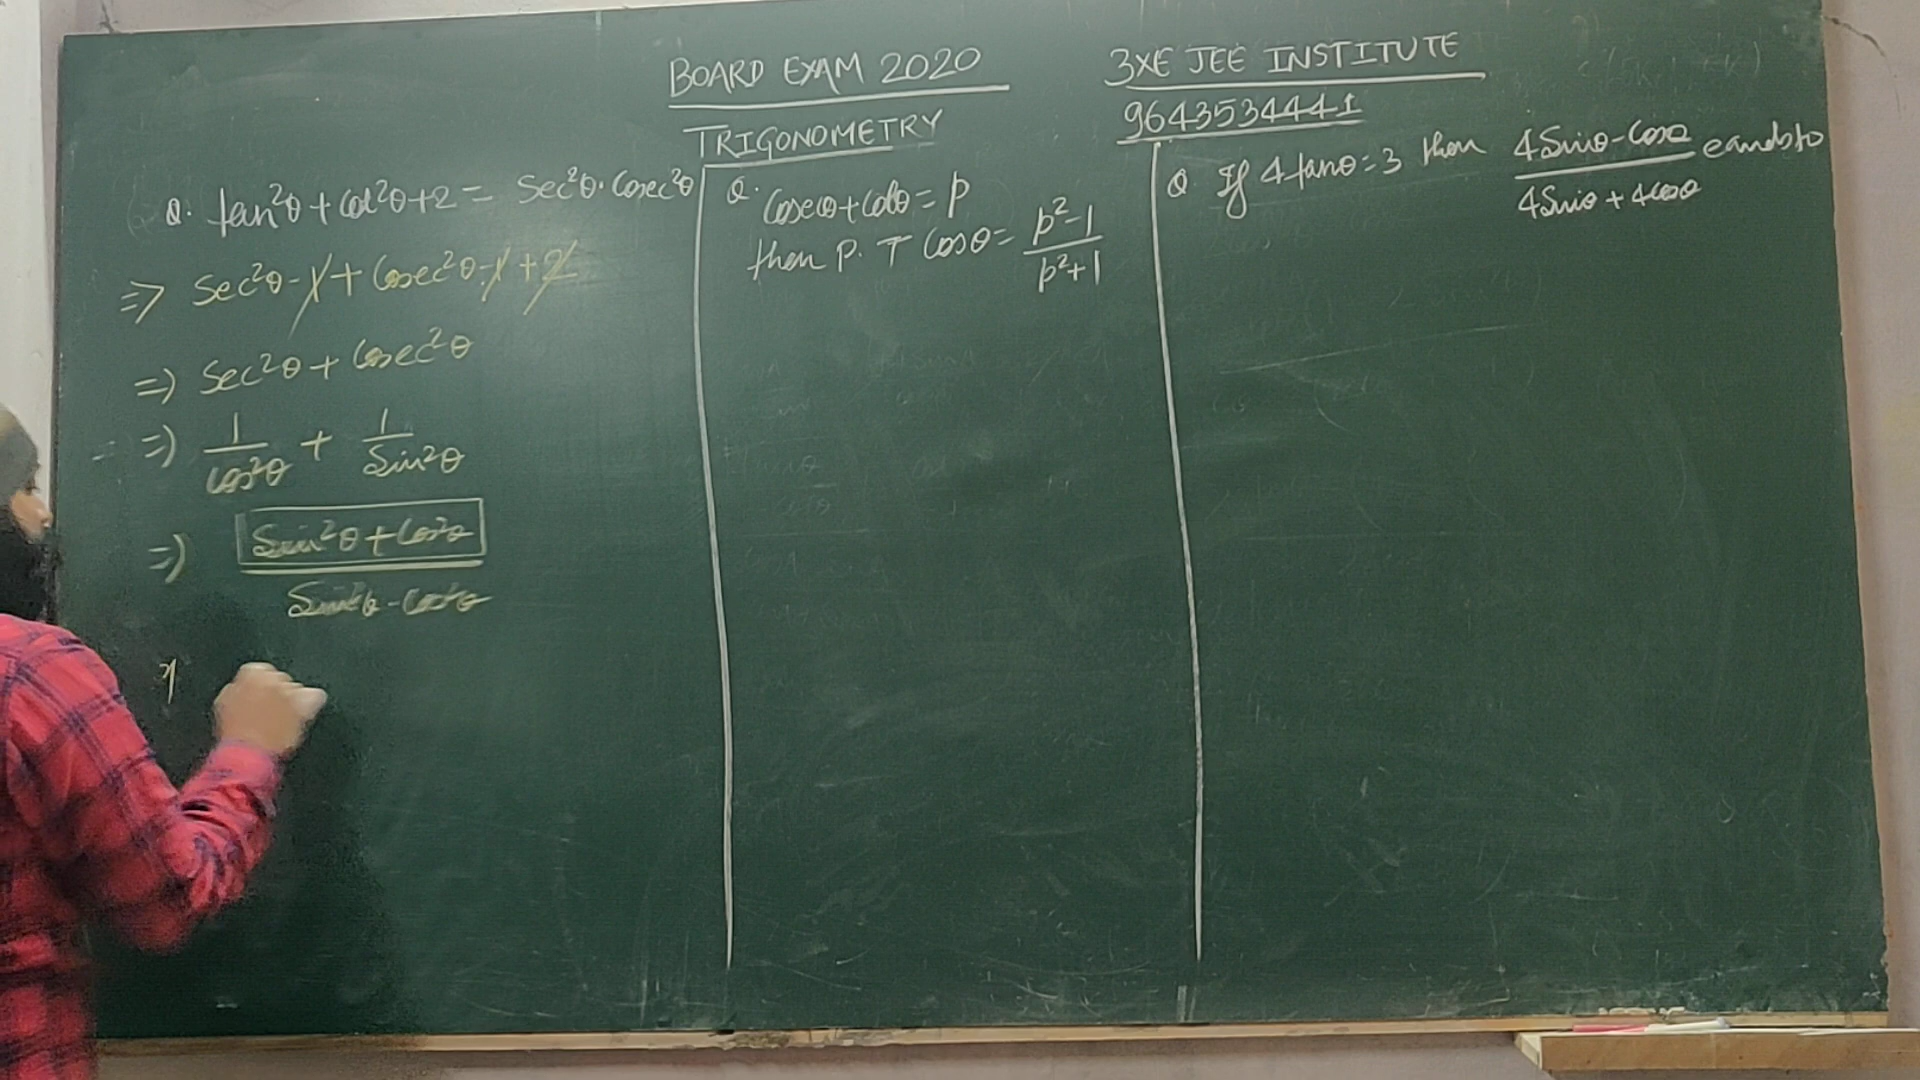 BOARD EXAM 2020
3XE JEE INSTITUTE
9643534441
TRIGONOMETRY
Q. tan²θ + cot²θ + 2 = Sec²θ · Cosec²θ
⇒ Sec²θ - 1 + Cosec²θ - 1 + 2
⇒ Sec²θ + Cosec²θ
⇒ 1/Cos²θ + 1/Sin²θ
⇒ Sin²θ + Cos²θ / Sin²θ - Cos²θ
1
Q. Cosecθ + Cotθ = p
then P. T Cosθ = p²-1 / p²+1
Q If 4 tanθ = 3 then 4Sinθ - Cosθ / 4Sinθ + 4Cosθ